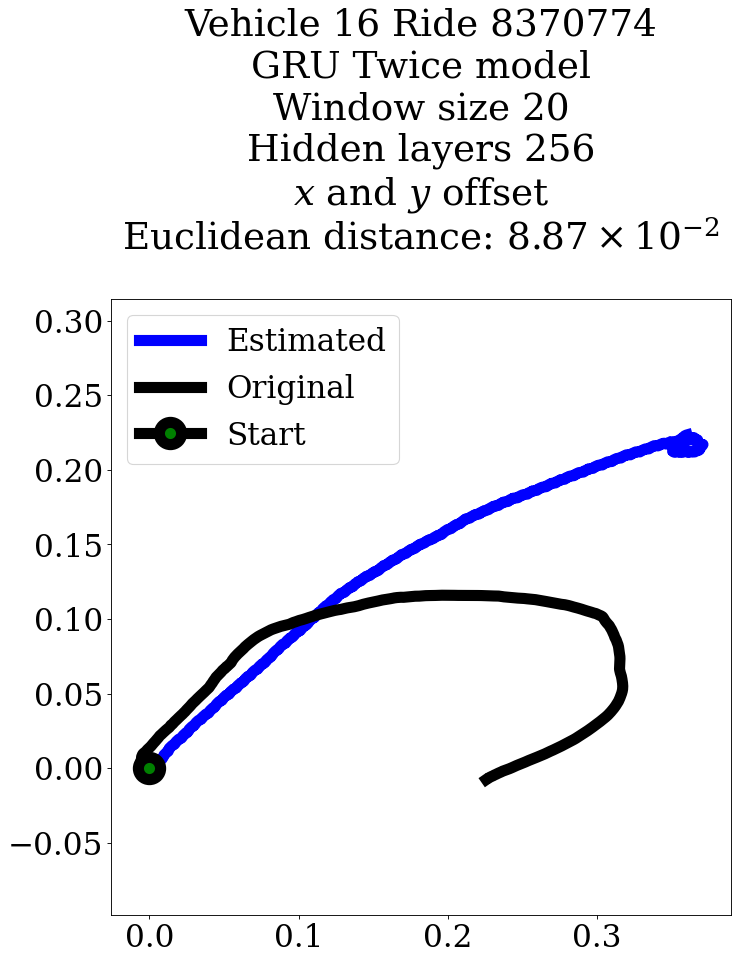 Vehicle 16 Ride 8370774
GRU Twice model
Window size 20
Hidden layers 256
x and y offset
Euclidean distance: 8.87 × 10⁻²
Estimated
Original
Start
0.30
0.25
0.20
0.15
0.10
0.05
0.00
−0.05
0.0 0.1 0.2 0.3